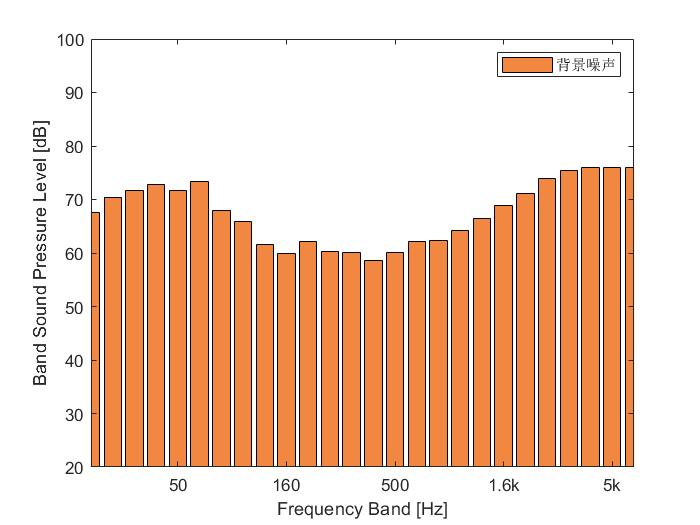 100
90
80
70
60
50
40
30
20
Band Sound Pressure Level [dB]
背景噪声
50 160 500 1.6k 5k
Frequency Band [Hz]